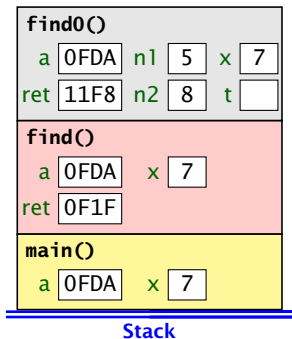 find0()
a 0FDA n1 5 x 7
ret 11F8 n2 8 t
find()
a 0FDA x 7
ret 0F1F
main()
a 0FDA x 7
Stack